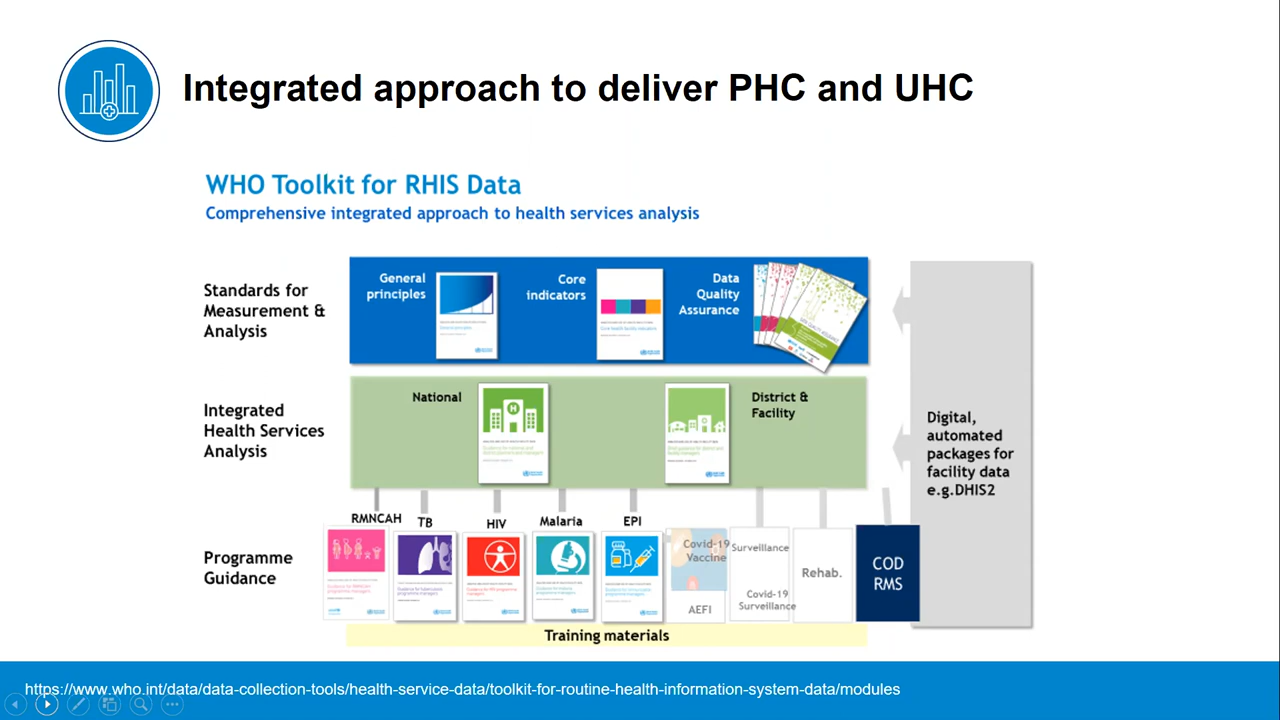 Integrated approach to deliver PHC and UHC
WHO Toolkit for RHIS Data
Comprehensive integrated approach to health services analysis
Standards for
Measurement &
Analysis
General
principles
Core
indicators
Data
Quality
Assurance
Integrated
Health Services
Analysis
National
H
District &
Facility
Digital,
automated
packages for
facility data
e.g.DHIS2
Programme
Guidance
RMNCAH
TB
HIV
Malaria
EPI
Covid-19
Vaccine
AEFI
Surveillance
Covid-19
Surveillance
Rehab.
COD
RMS
Training materials
https://www.who.int/data/data-collection-tools/health-service-data/toolkit-for-routine-health-information-system-data/modules